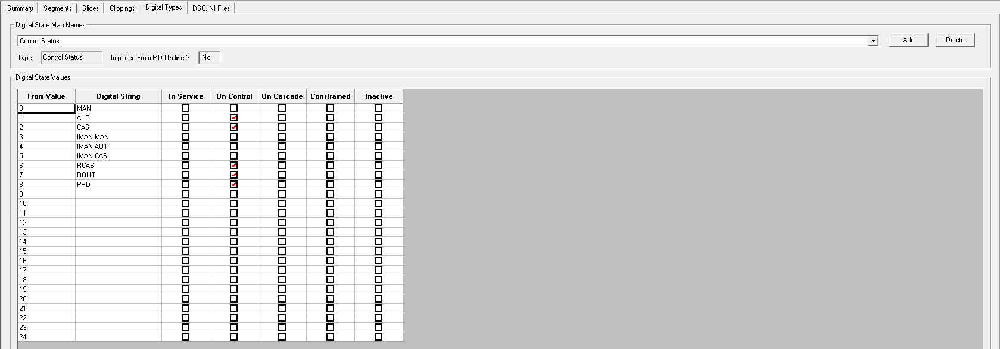 Summary Segments Slices Clippings Digital Types DSC.INI Files
Digital State Map Names
Control Status Add Delete
Type: Control Status Imported From MD On-line ? No
Digital State Values
From Value Digital String In Service On Control On Cascade Constrained Inactive
0 MAN
1 AUT
2 CAS
3 IMAN MAN
4 IMAN AUT
5 IMAN CAS
6 RCAS
7 ROUT
8 PRD
9
10
11
12
13
14
15
16
17
18
19
20
21
22
23
24